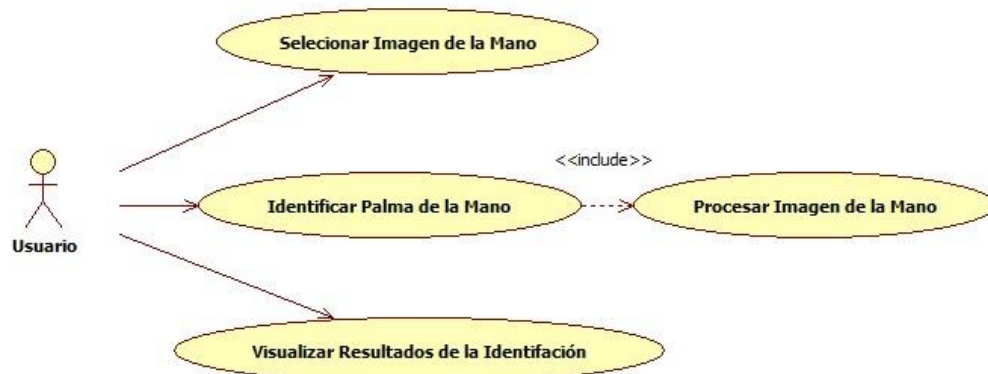 Selecionar Imagen de la Mano
<<include>>
Identificar Palma de la Mano
Procesar Imagen de la Mano
Usuario
Visualizar Resultados de la Identifación